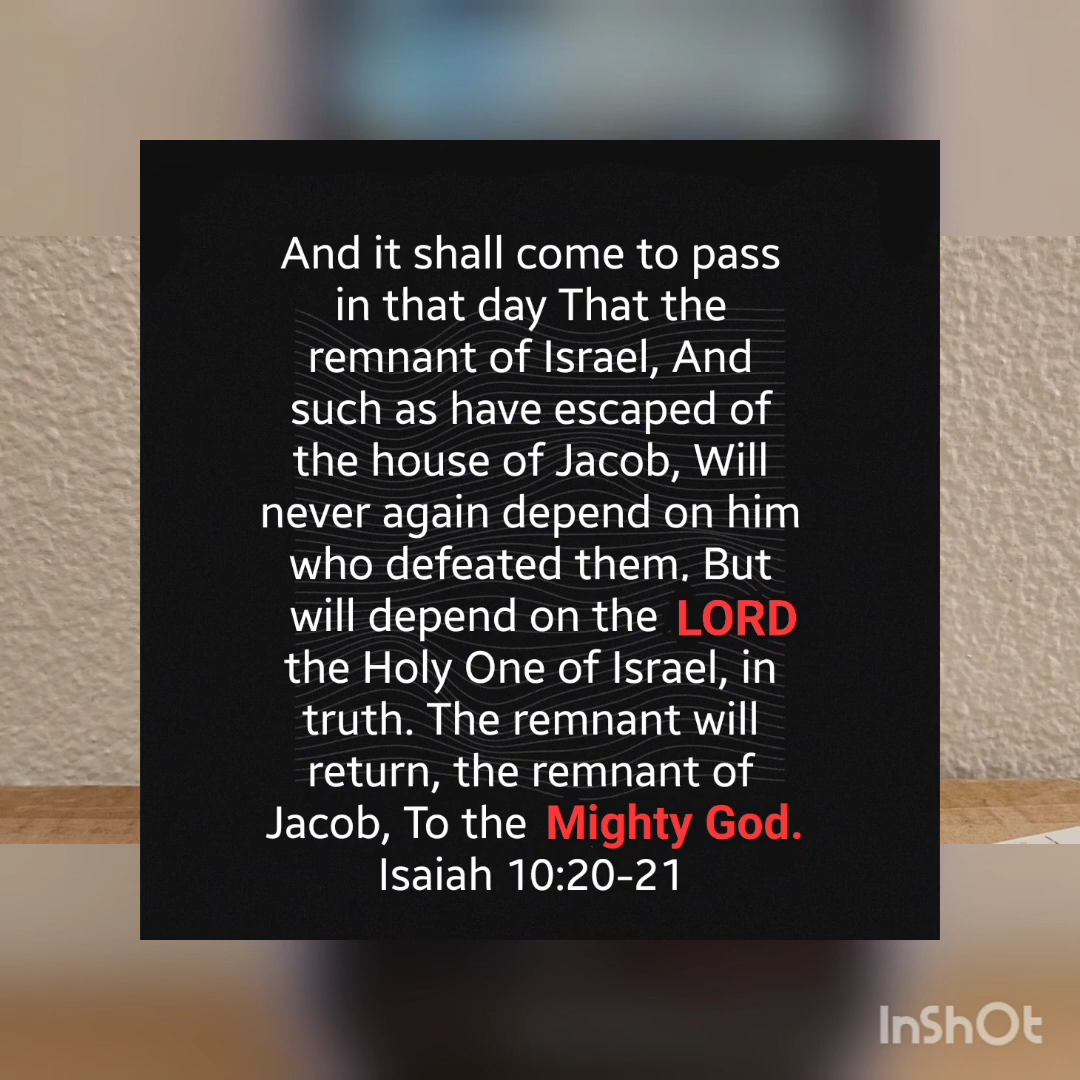 And it shall come to pass
in that day That the
remnant of Israel, And
such as have escaped of
the house of Jacob, Will
never again depend on him
who defeated them, But
will depend on the LORD
the Holy One of Israel, in
truth. The remnant will
return, the remnant of
Jacob, To the Mighty God.
Isaiah 10:20-21
InShOt